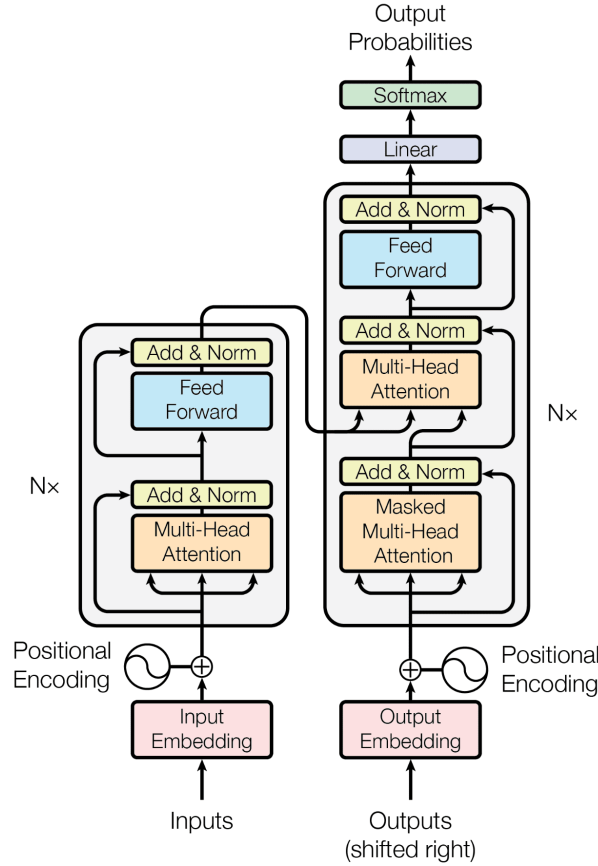 Output
Probabilities
Softmax
Linear
Add & Norm
Feed
Forward
Add & Norm
Multi-Head
Attention
N×
Add & Norm
Masked
Multi-Head
Attention
Add & Norm
Feed
Forward
N×
Add & Norm
Multi-Head
Attention
Positional
Encoding
Positional
Encoding
Input
Embedding
Output
Embedding
Inputs
Outputs
(shifted right)